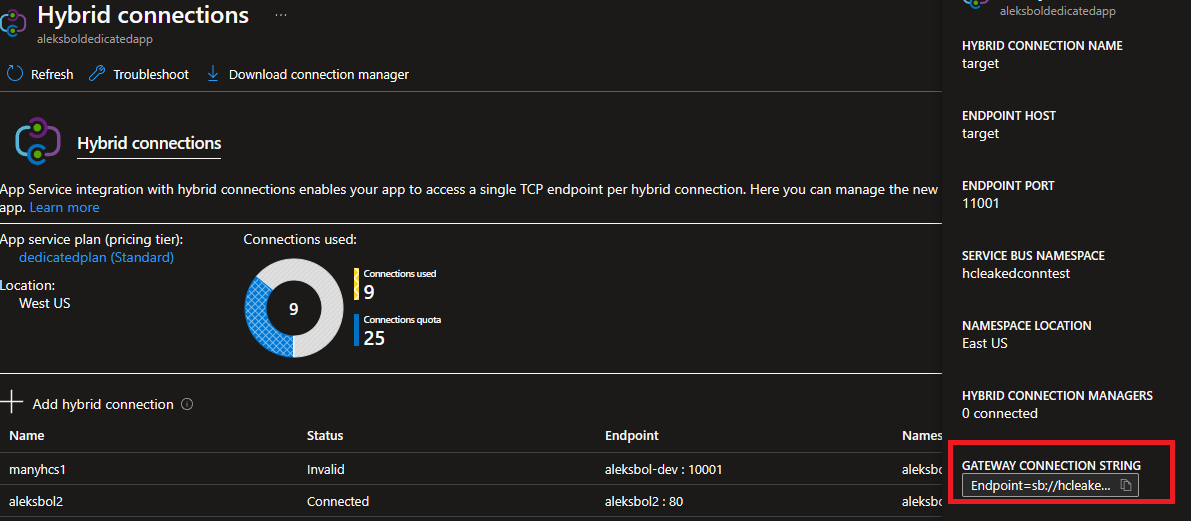 Hybrid connections ...
aleksboldedicatedapp
Refresh Troubleshoot Download connection manager
Hybrid connections
App Service integration with hybrid connections enables your app to access a single TCP endpoint per hybrid connection. Here you can manage the new
app. Learn more
App service plan (pricing tier):
dedicatedplan (Standard)
Location:
West US
Connections used:
9
Connections used
9
Connections quota
25
Add hybrid connection
Name Status Endpoint Names
manyhcs1 Invalid aleksbol-dev : 10001 aleksbo
aleksbol2 Connected aleksbol2 : 80 aleksbo
aleksboldedicatedapp
HYBRID CONNECTION NAME
target
ENDPOINT HOST
target
ENDPOINT PORT
11001
SERVICE BUS NAMESPACE
hcleakedconntest
NAMESPACE LOCATION
East US
HYBRID CONNECTION MANAGERS
0 connected
GATEWAY CONNECTION STRING
Endpoint=sb://hcleake...